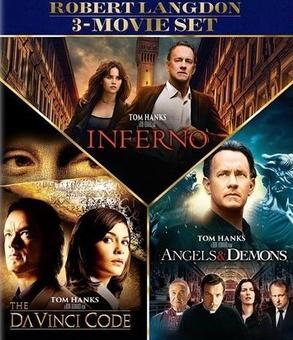 ROBERT LANGDON
3-MOVIE SET
TOM HANKS
INFERNO
TOM HANKS
ANGELS & DEMONS
TOM HANKS
THE
DA VINCI CODE